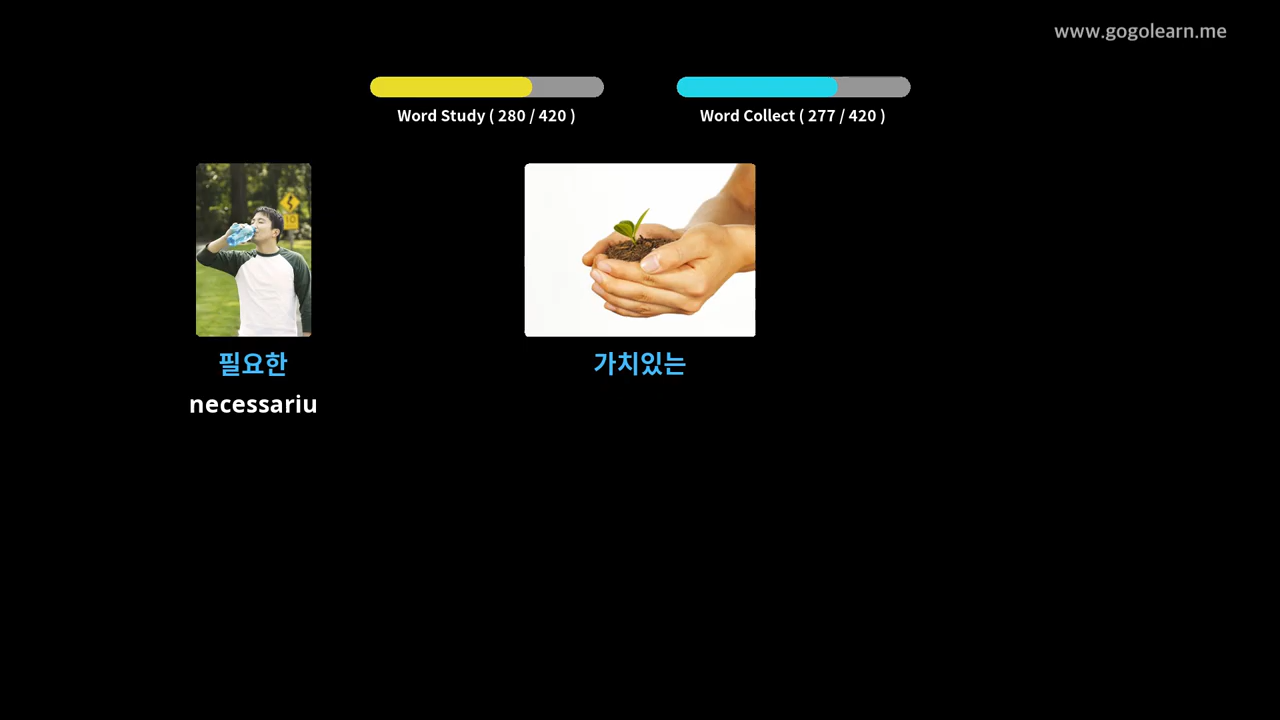 www.gogolearn.me
Word Study ( 280 / 420 )
Word Collect ( 277 / 420 )
10
필요한
necessariu
가치있는